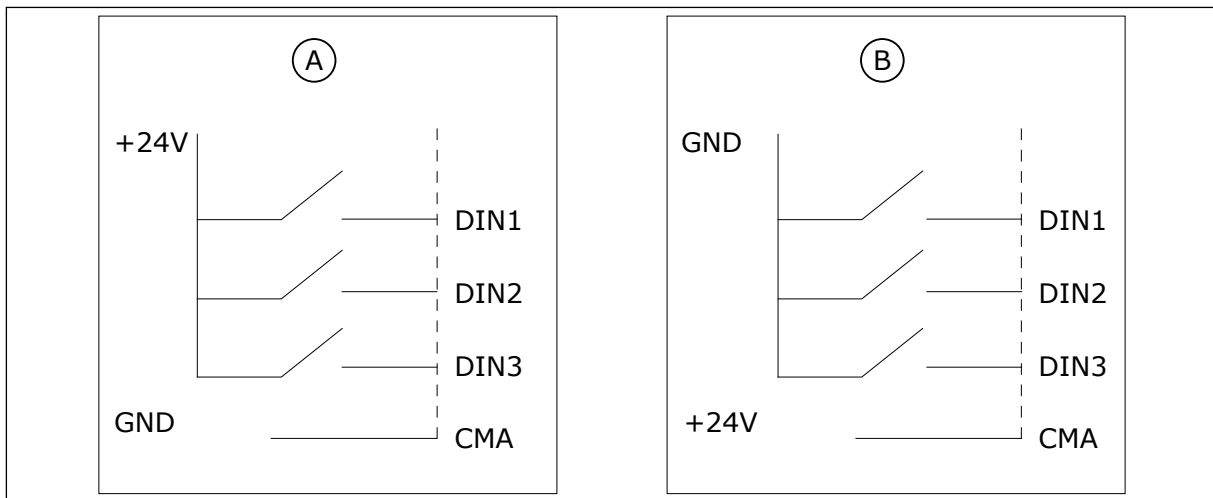 A
+24V
DIN1
DIN2
DIN3
GND
CMA
B
GND
DIN1
DIN2
DIN3
+24V
CMA